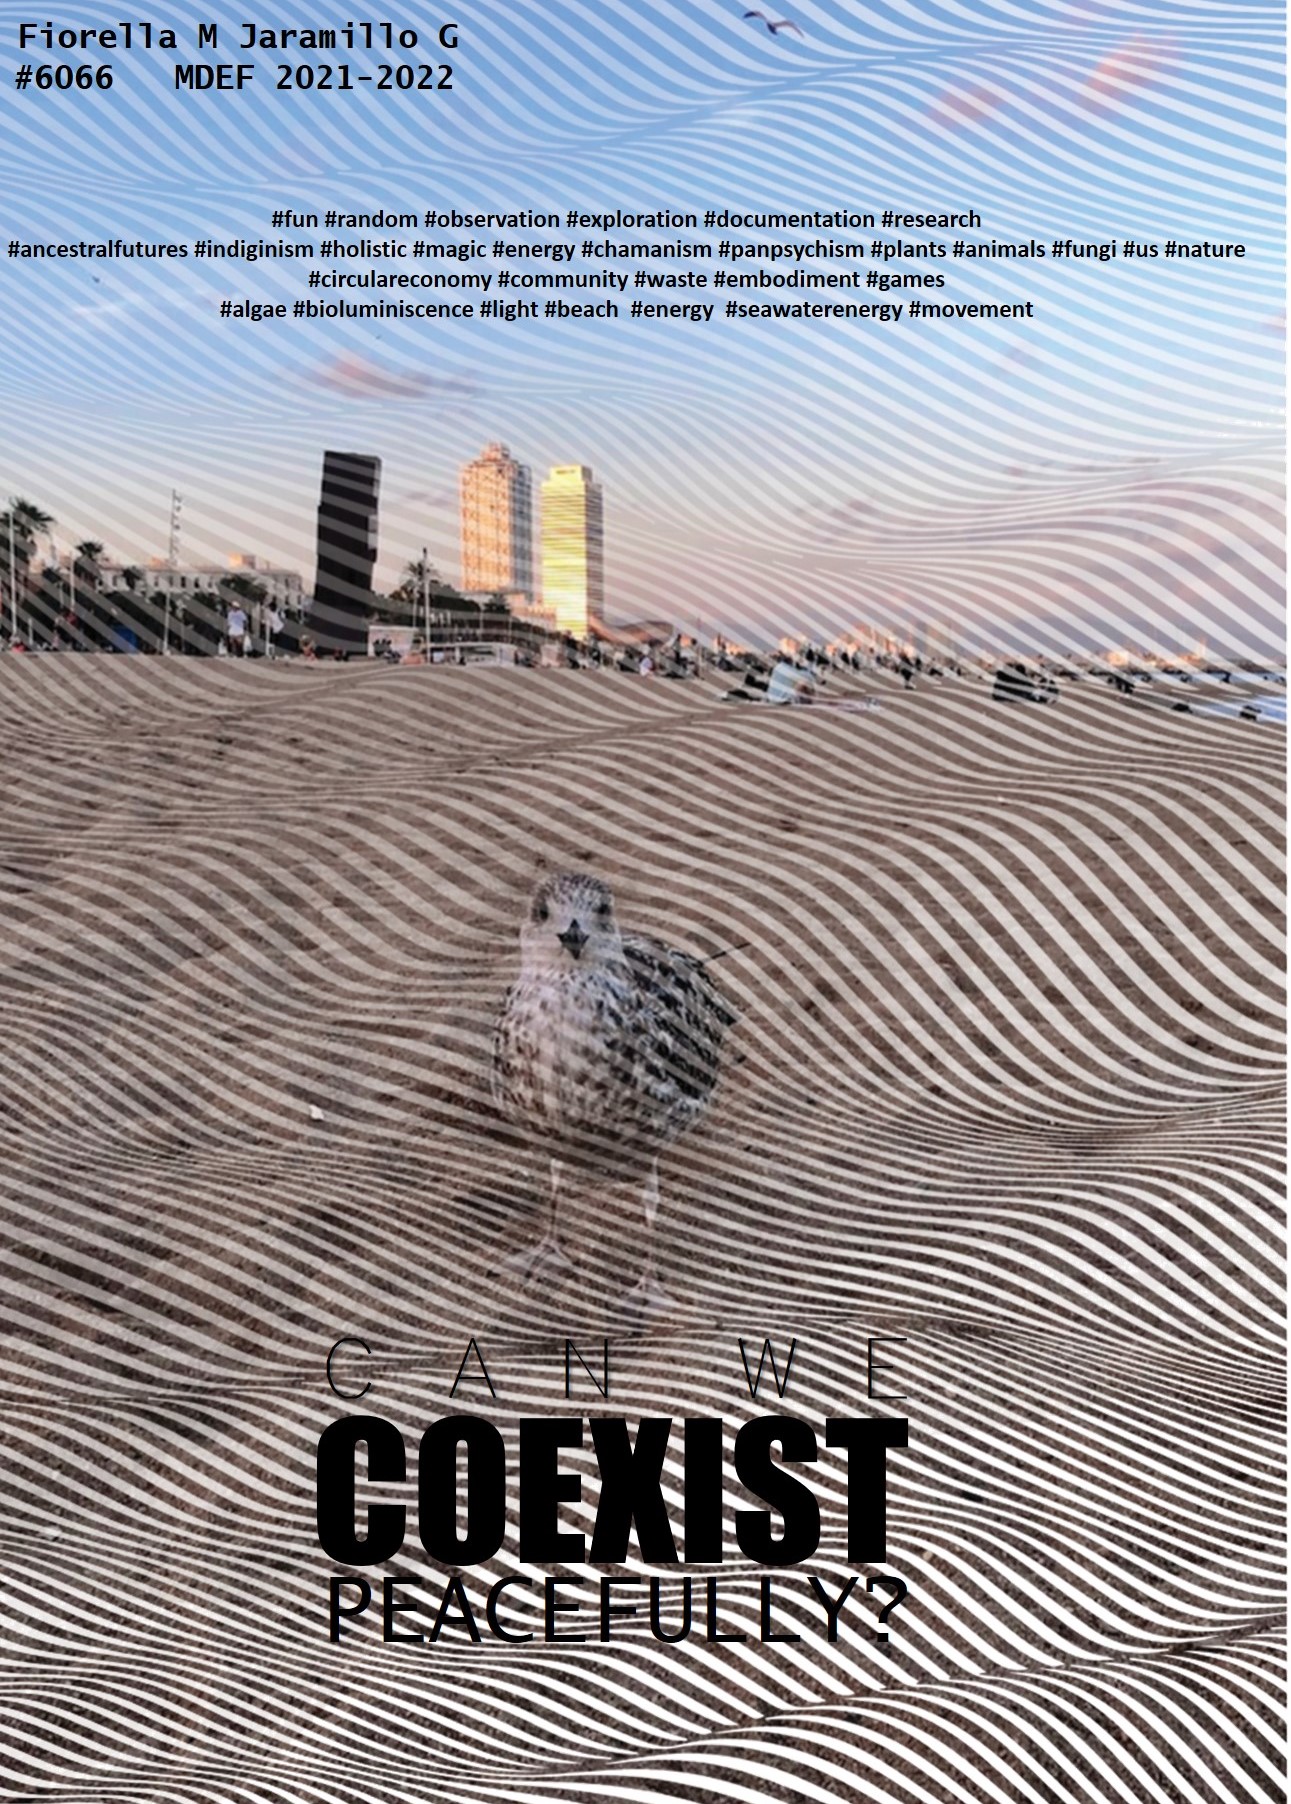 Fiorella M Jaramillo G
#6066 MDEF 2021-2022
#fun #random #observation #exploration #documentation #research
#ancestralfutures #indiginism #holistic #magic #energy #chamanism #panpsychism #plants #animals #fungi #us #nature
#circulareconomy #community #waste #embodiment #games
#algae #bioluminiscence #light #beach #energy #seawaterenergy #movement
CAN WE
COEXIST
PEACEFULLY?